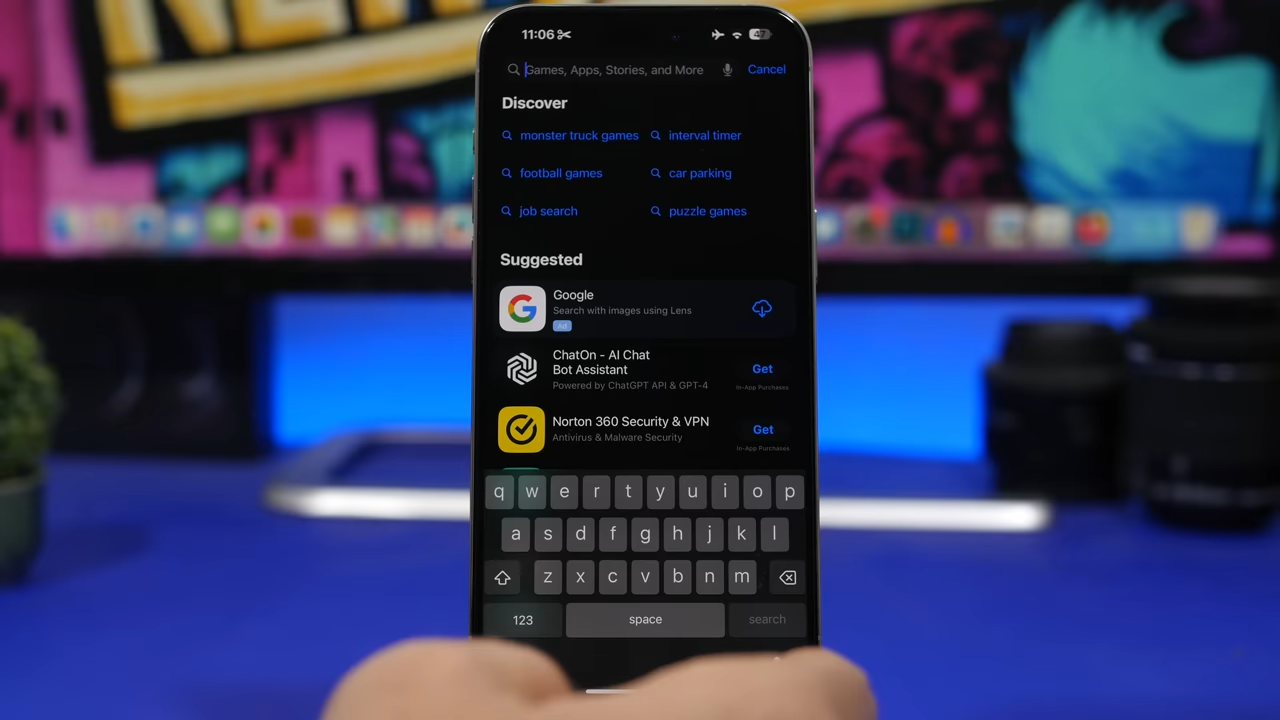 NEW
11:06
47
Games, Apps, Stories, and More
Cancel
Discover
monster truck games
interval timer
football games
car parking
job search
puzzle games
Suggested
Google
Search with images using Lens
Ad
ChatOn - AI Chat
Bot Assistant
Get
Powered by ChatGPT API & GPT-4
In-App Purchases
Norton 360 Security & VPN
Get
Antivirus & Malware Security
In-App Purchases
q w e r t y u i o p
a s d f g h j k l
z x c v b n m
123
space
search